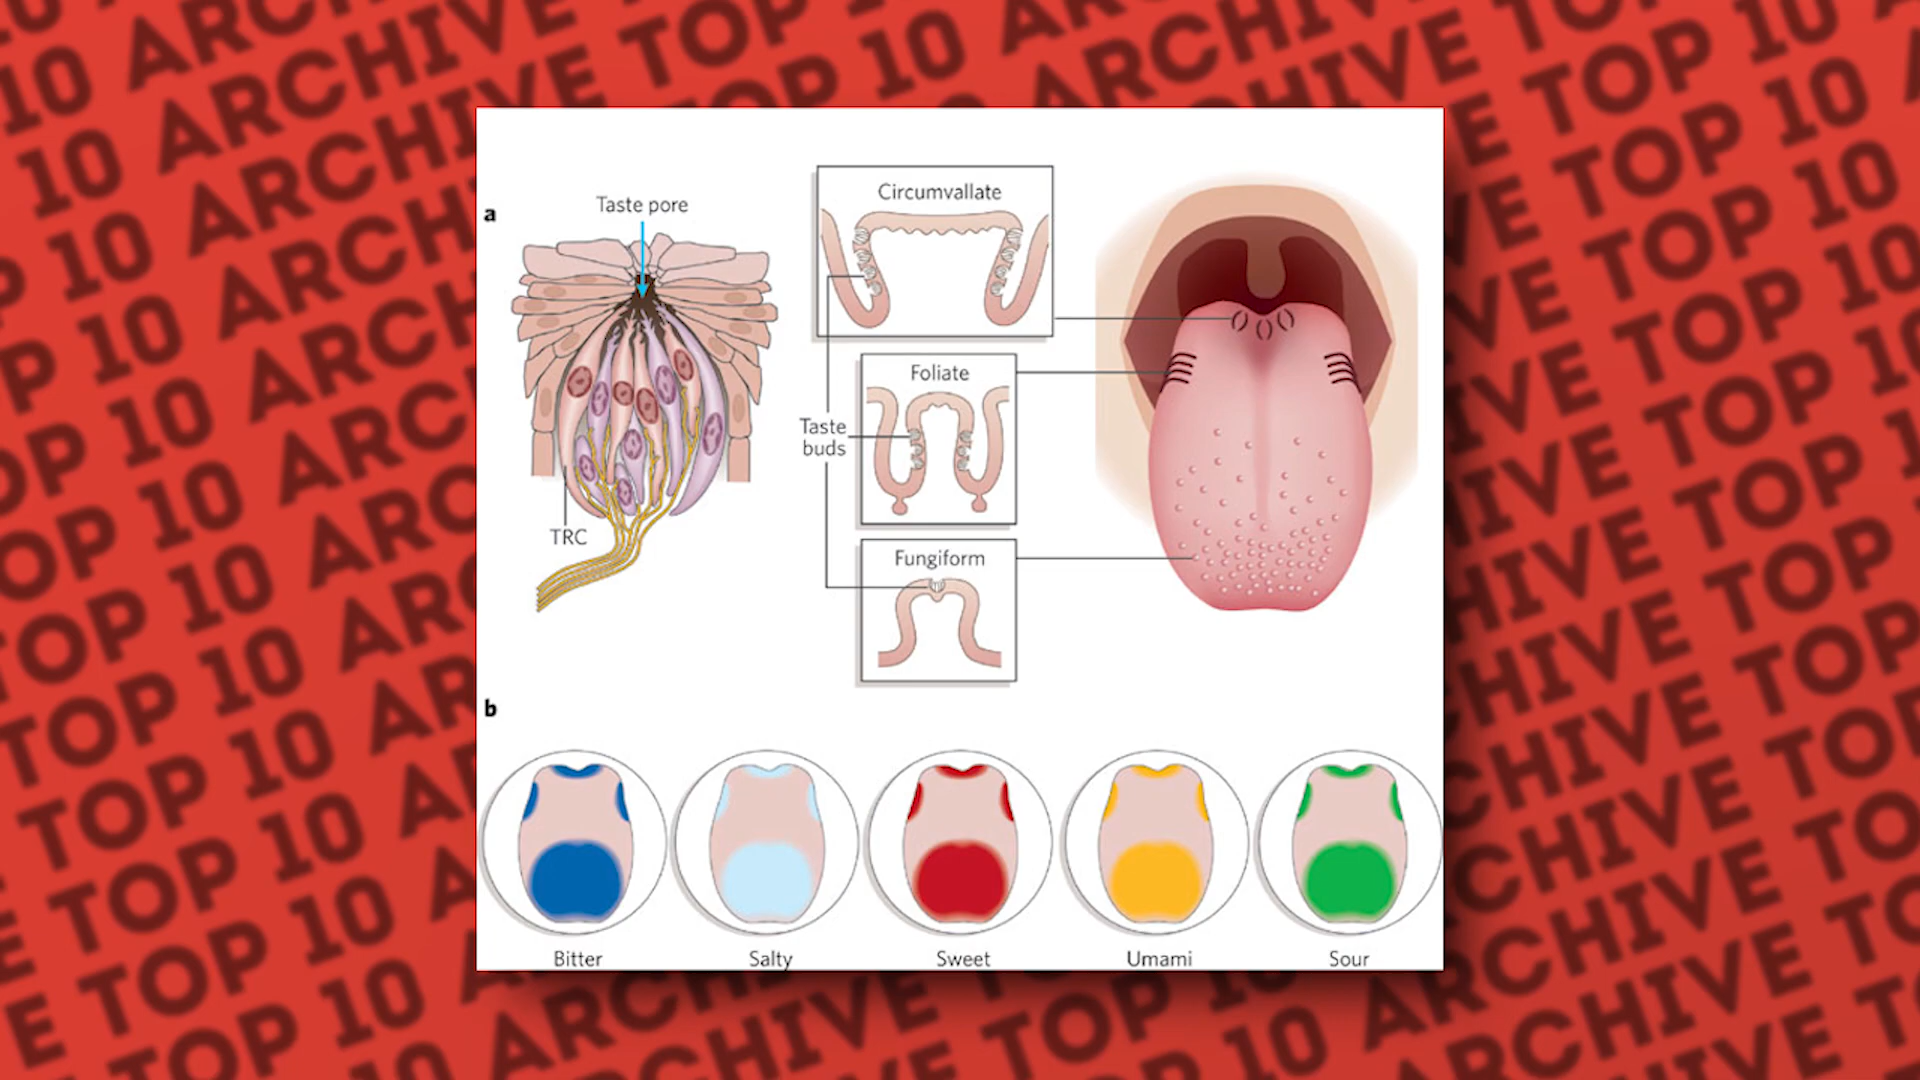 TOP 10 ARCHIVE
a
Taste pore
TRC
Circumvallate
Foliate
Taste
buds
Fungiform
b
Bitter
Salty
Sweet
Umami
Sour